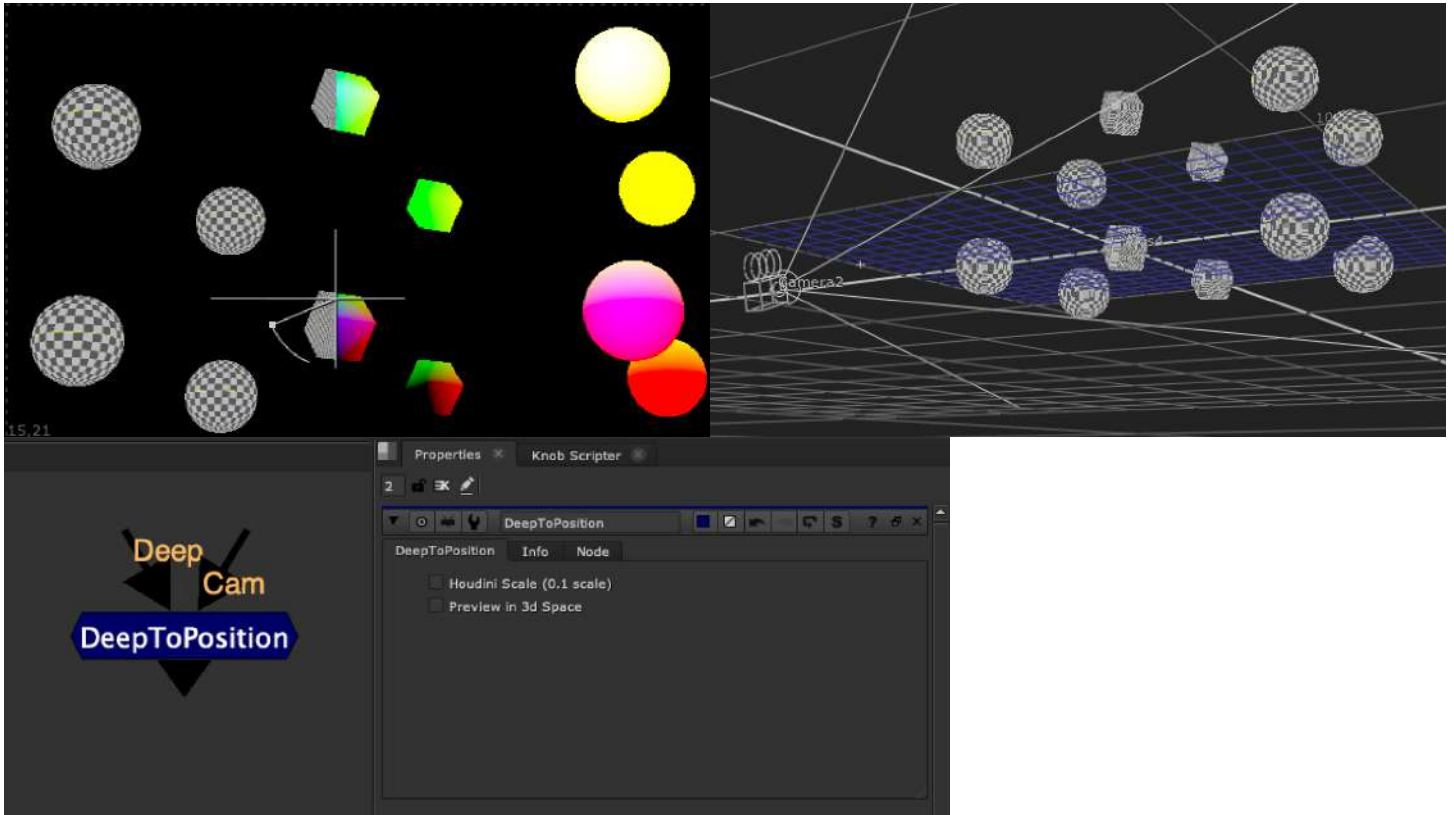 15,21
Camera2
Properties
Knob Scripter
2
DeepToPosition
S ?
DeepToPosition Info Node
Houdini Scale (0.1 scale)
Preview in 3d Space
Deep
Cam
DeepToPosition